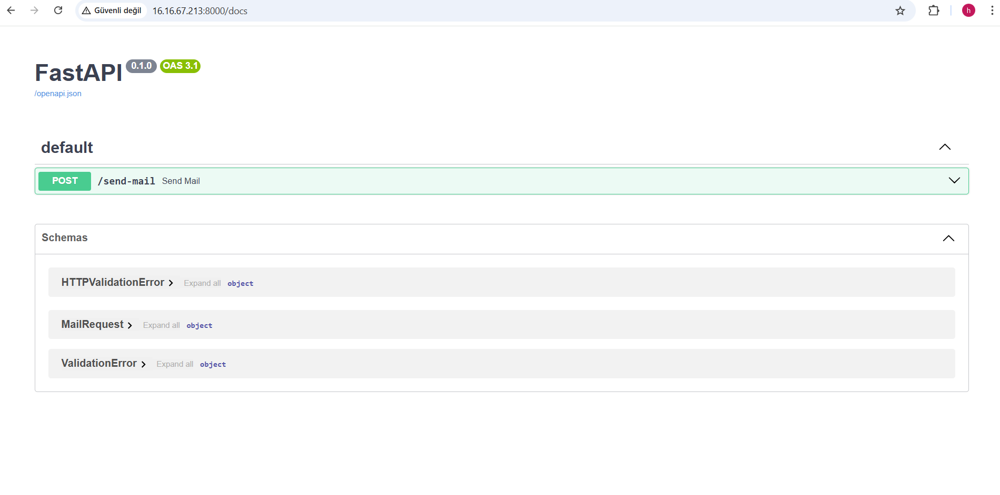 Güvenli değil 16.16.67.213:8000/docs h
FastAPI 0.1.0 OAS 3.1
/openapi.json
default
POST /send-mail Send Mail
Schemas
HTTPValidationError Expand all object
MailRequest Expand all object
ValidationError Expand all object